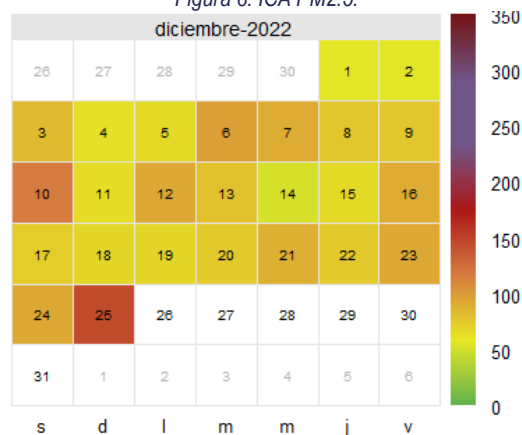 Figura 6. ICA PM2.5.
diciembre-2022
26 27 28 29 30 1 2
3 4 5 6 7 8 9
10 11 12 13 14 15 16
17 18 19 20 21 22 23
24 25 26 27 28 29 30
31 1 2 3 4 5 6
s d l m m j v
350
300
250
200
150
100
50
0